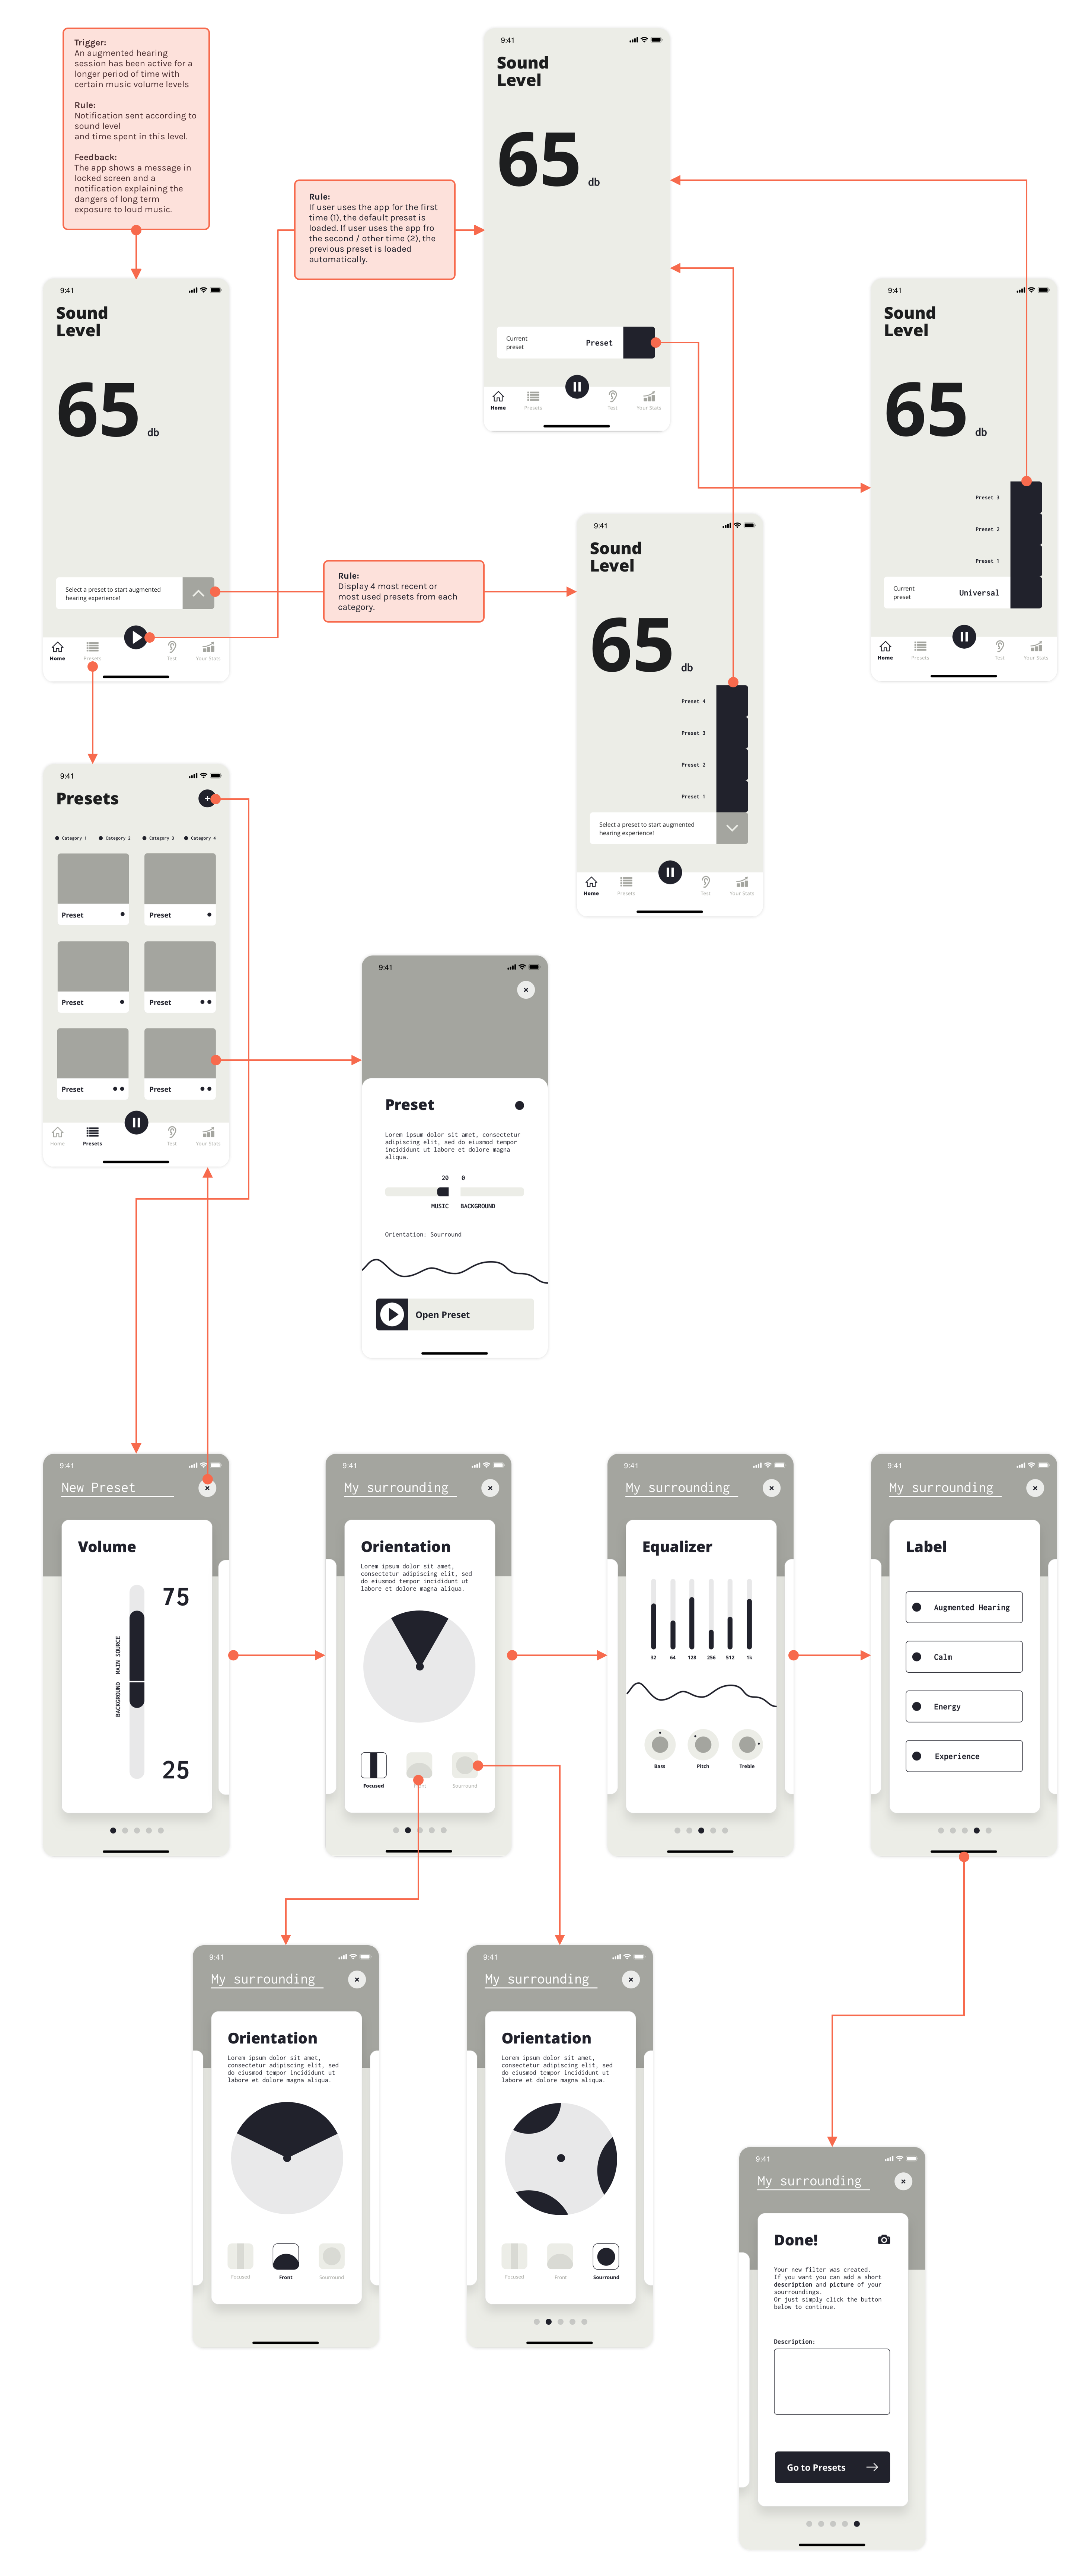 Trigger:
An augmented hearing
session has been active for a
longer period of time with
certain music volume levels
Rule:
Notification sent according to
sound level
and time spent in this level.
Feedback:
The app shows a message in
locked screen and a
notification explaining the
dangers of long term
exposure to loud music.
9:41
Sound
Level
65 db
Current
preset
Preset
Home
Presets
Test
Your Stats
Rule:
If user uses the app for the first
time (1), the default preset is
loaded. If user uses the app fro
the second / other time (2), the
previous preset is loaded
automatically.
9:41
Sound
Level
65 db
Select a preset to start augmented
hearing experience!
Home
Presets
Test
Your Stats
9:41
Sound
Level
65 db
Preset 3
Preset 2
Preset 1
Current
preset
Universal
Home
Presets
Test
Your Stats
Rule:
Display 4 most recent or
most used presets from each
category.
9:41
Sound
Level
65 db
Preset 4
Preset 3
Preset 2
Preset 1
Select a preset to start augmented
hearing experience!
Home
Presets
Test
Your Stats
9:41
Presets
+
Category 1
Category 2
Category 3
Category 4
Preset
Preset
Preset
Preset
Preset
Preset
Home
Presets
Test
Your Stats
9:41
Preset
Lorem ipsum dolor sit amet, consectetur
adipiscing elit, sed do eiusmod tempor
incididunt ut labore et dolore magna
aliqua.
20 0
MUSIC BACKGROUND
Orientation: Sourround
Open Preset
9:41
New Preset
Volume
75
BACKGROUND MAIN SOURCE
25
9:41
My surrounding
Orientation
Lorem ipsum dolor sit amet,
consectetur adipiscing elit, sed
do eiusmod tempor incididunt ut
labore et dolore magna aliqua.
Focused
Sourround
9:41
My surrounding
Equalizer
32 64 128 256 512 1k
Bass
Pitch
Treble
9:41
My surrounding
Label
Augmented Hearing
Calm
Energy
Experience
9:41
My surrounding
Orientation
Lorem ipsum dolor sit amet,
consectetur adipiscing elit, sed
do eiusmod tempor incididunt ut
labore et dolore magna aliqua.
Focused
Front
Sourround
9:41
My surrounding
Orientation
Lorem ipsum dolor sit amet,
consectetur adipiscing elit, sed
do eiusmod tempor incididunt ut
labore et dolore magna aliqua.
Focused
Front
Sourround
9:41
My surrounding
Done!
Your new filter was created.
If you want you can add a short
description and picture of your
sourroundings.
Or just simply click the button
below to continue.
Description:
Go to Presets